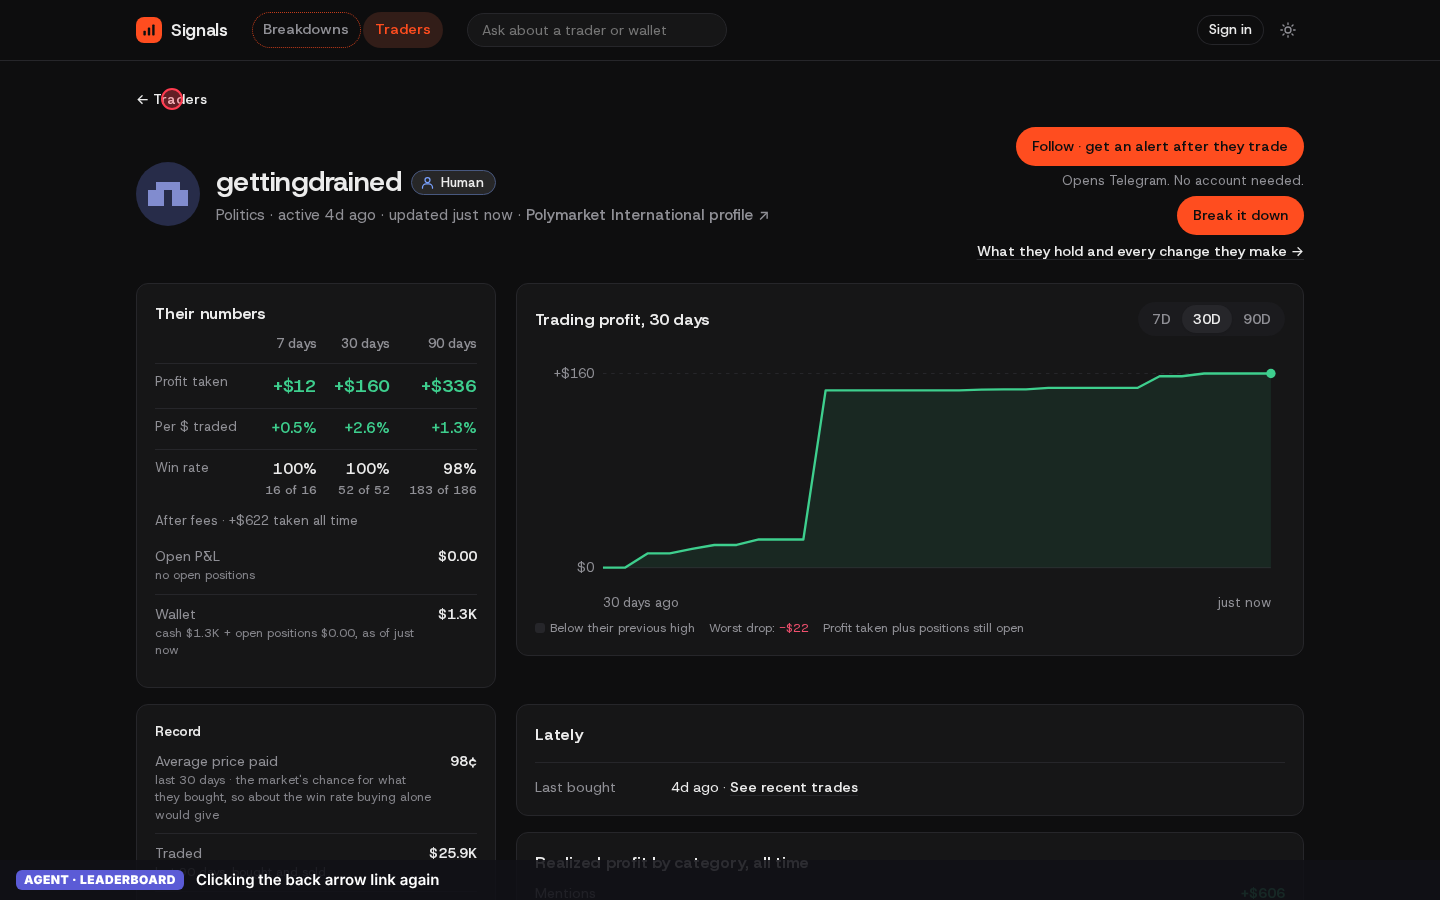 Signals
Breakdowns
Traders
Ask about a trader or wallet
Sign in
← Traders
gettingdrained
Human
Politics · active 4d ago · updated just now · Polymarket International profile ↗
Follow · get an alert after they trade
Opens Telegram. No account needed.
Break it down
What they hold and every change they make →
Their numbers
7 days 30 days 90 days
Profit taken +$12 +$160 +$336
Per $ traded +0.5% +2.6% +1.3%
Win rate 100% 100% 98%
16 of 16 52 of 52 183 of 186
After fees · +$622 taken all time
Open P&L $0.00
no open positions
Wallet $1.3K
cash $1.3K + open positions $0.00, as of just
now
Trading profit, 30 days
7D 30D 90D
+$160
$0
30 days ago just now
Below their previous high Worst drop: −$22 Profit taken plus positions still open
Record
Average price paid 98¢
last 30 days · the market's chance for what
they bought, so about the win rate buying alone
would give
Traded $25.9K
Lately
Last bought 4d ago · See recent trades
Realized profit by category, all time
Mentions +$606
AGENT · LEADERBOARD Clicking the back arrow link again